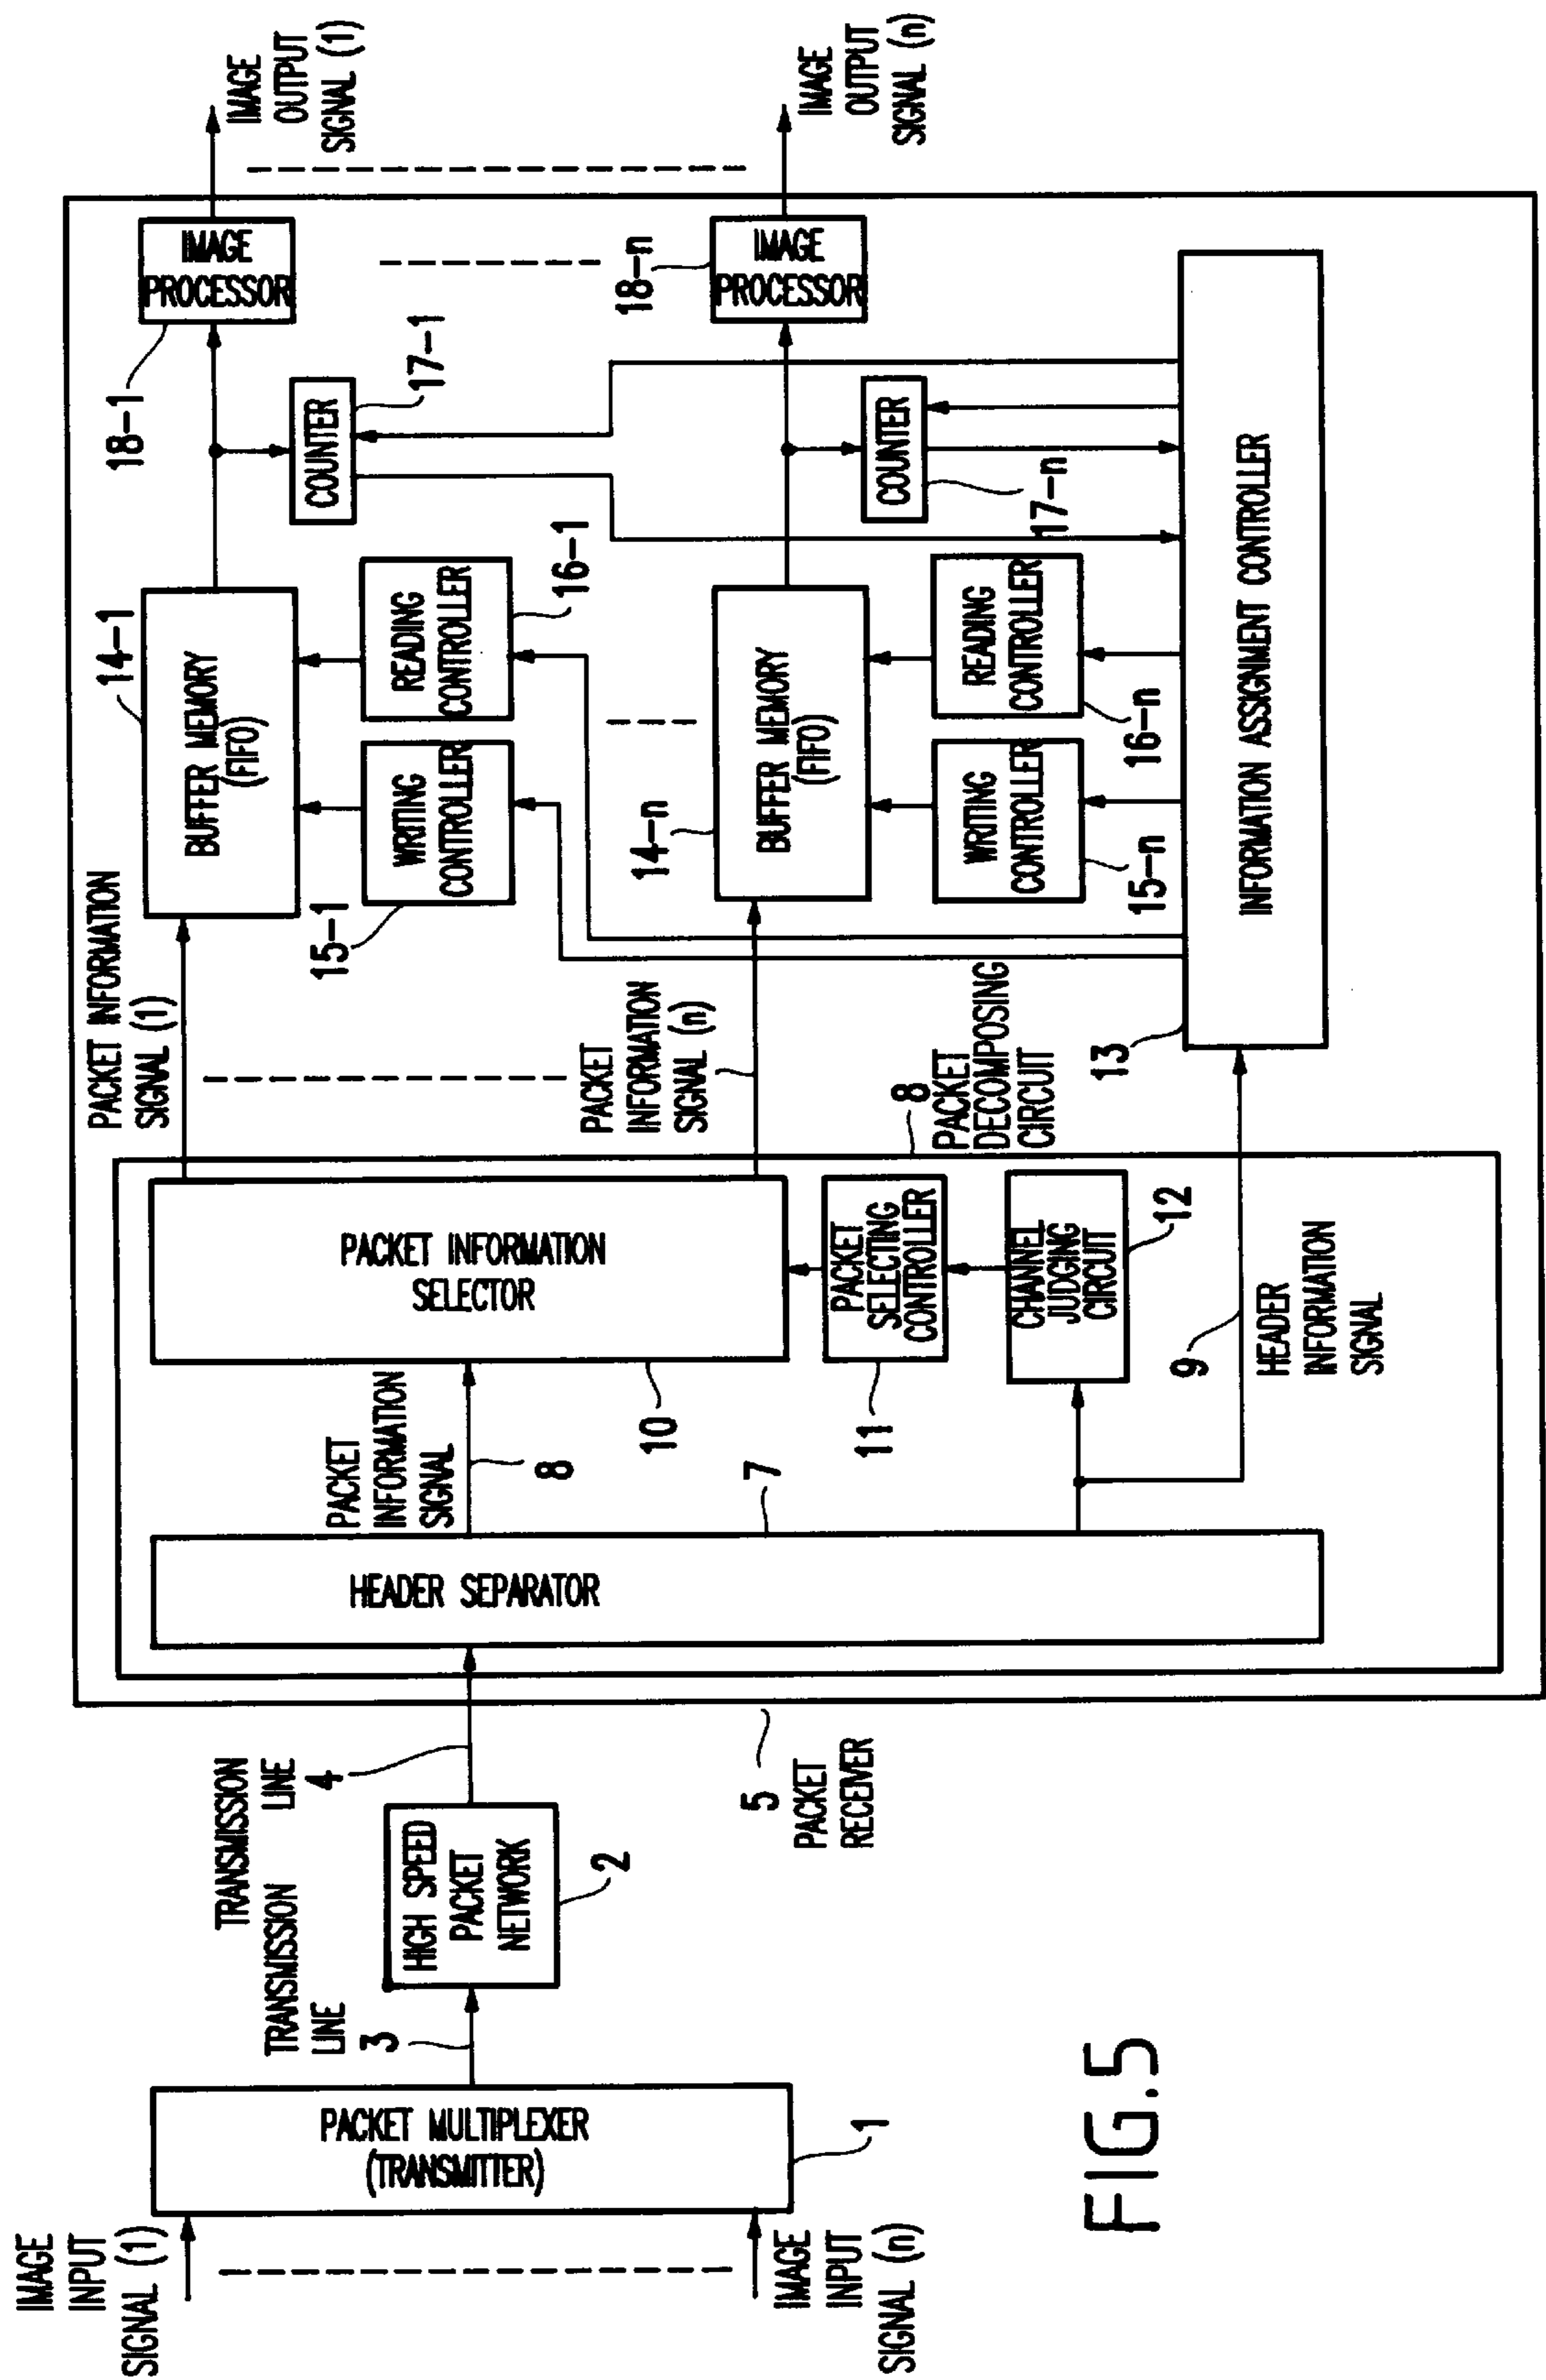 IMAGE
INPUT
SIGNAL (1)
IMAGE
INPUT
SIGNAL (n)
PACKET MULTIPLEXER
(TRANSMITTER)
1
TRANSMISSION
LINE
3
HIGH SPEED
PACKET
NETWORK
2
TRANSMISSION
LINE
4
5
PACKET
RECEIVER
HEADER SEPARATOR
7
PACKET
INFORMATION
SIGNAL
8
PACKET INFORMATION
SELECTOR
10
PACKET
SELECTING
CONTROLLER
11
CHANNEL
JUDGING
CIRCUIT
12
9
HEADER
INFORMATION
SIGNAL
8
PACKET
DECOMPOSING
CIRCUIT
PACKET INFORMATION
SIGNAL (1)
PACKET
INFORMATION
SIGNAL (n)
14-1
BUFFER MEMORY
(FIFO)
WRITING
CONTROLLER
15-1
READING
CONTROLLER
16-1
COUNTER
17-1
IMAGE
PROCESSOR
18-1
IMAGE
OUTPUT
SIGNAL (1)
14-n
BUFFER MEMORY
(FIFO)
WRITING
CONTROLLER
15-n
READING
CONTROLLER
16-n
COUNTER
17-n
IMAGE
PROCESSOR
18-n
IMAGE
OUTPUT
SIGNAL (n)
13
INFORMATION ASSIGNMENT CONTROLLER
FIG.5